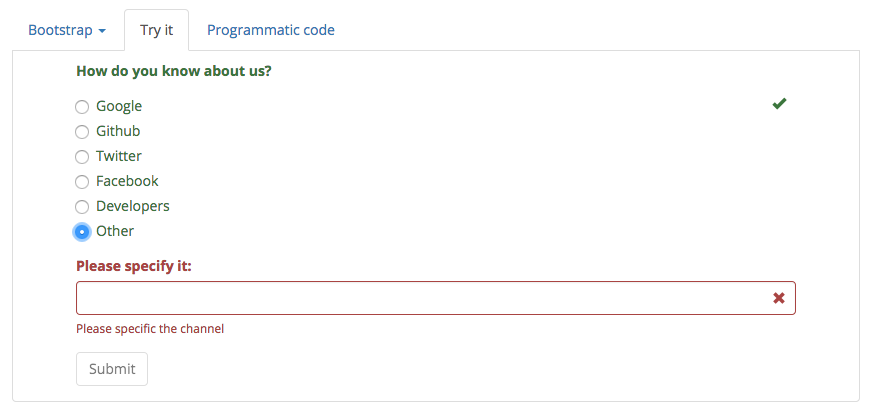 Bootstrap Try it Programmatic code
How do you know about us?
Google
Github
Twitter
Facebook
Developers
Other
Please specify it:
Please specific the channel
Submit